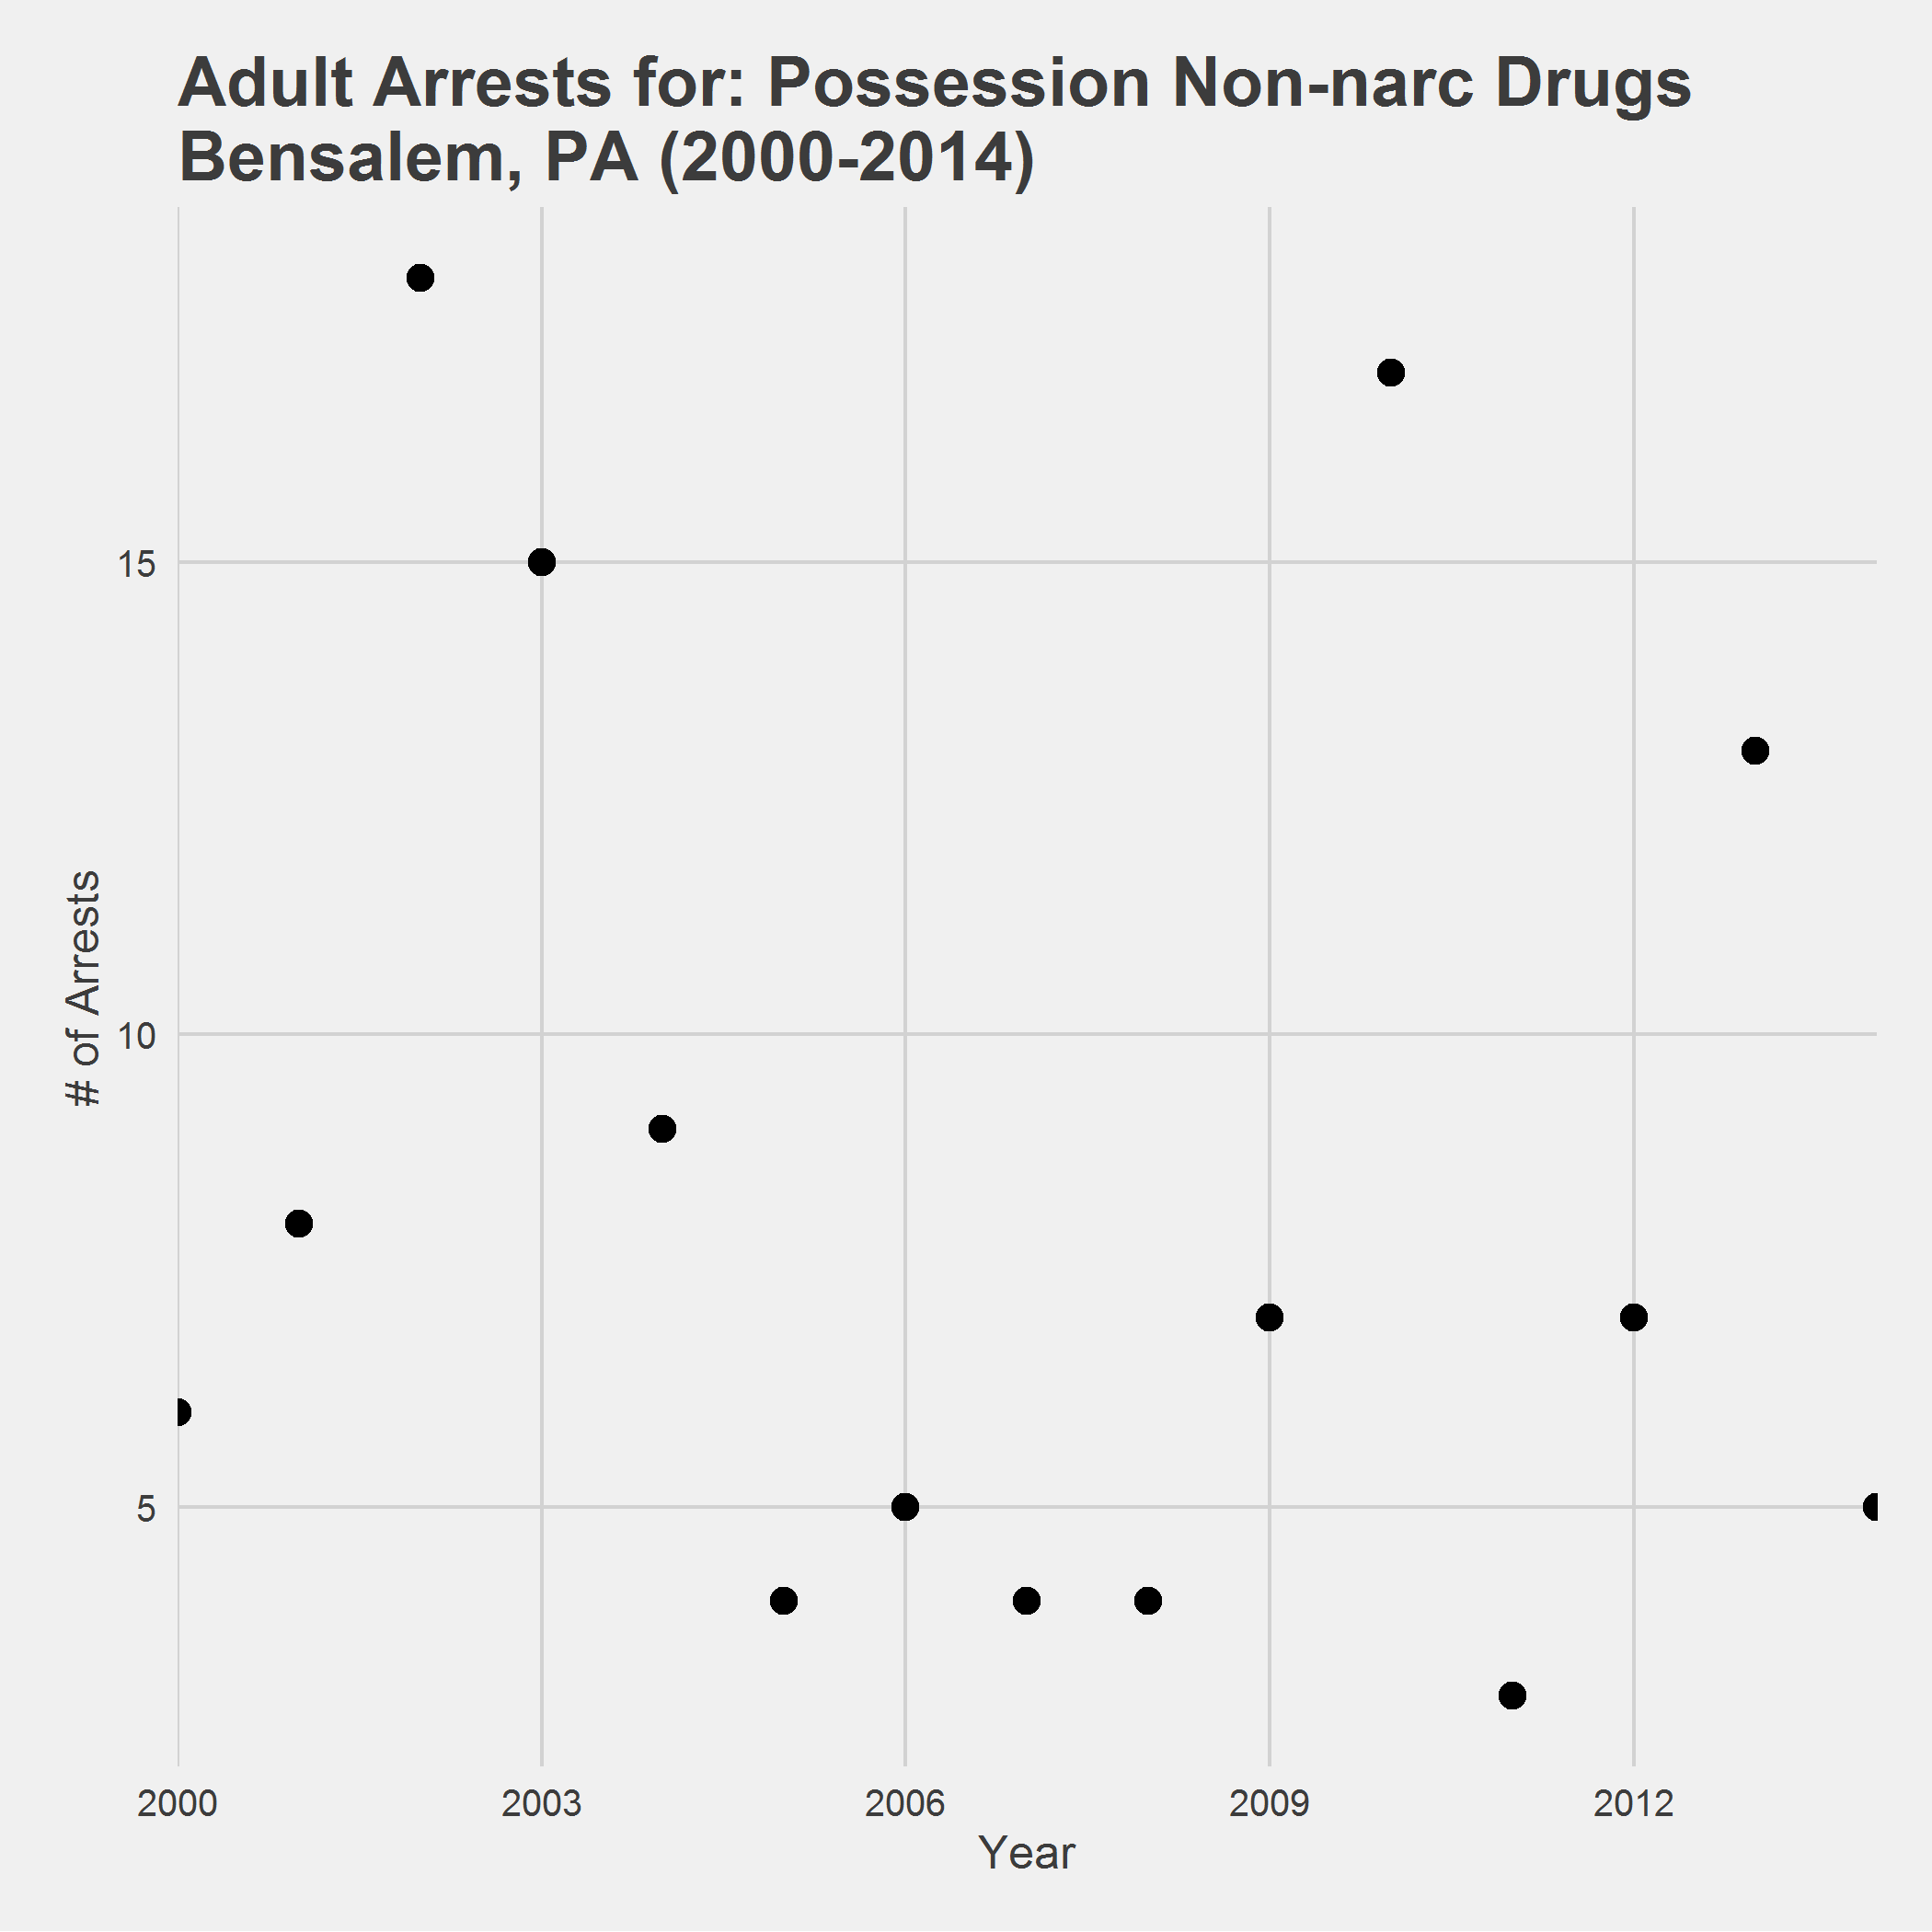 Adult Arrests for: Possession Non-narc Drugs
Bensalem, PA (2000-2014)
# of Arrests
15
10
5
2000 2003 2006 2009 2012
Year